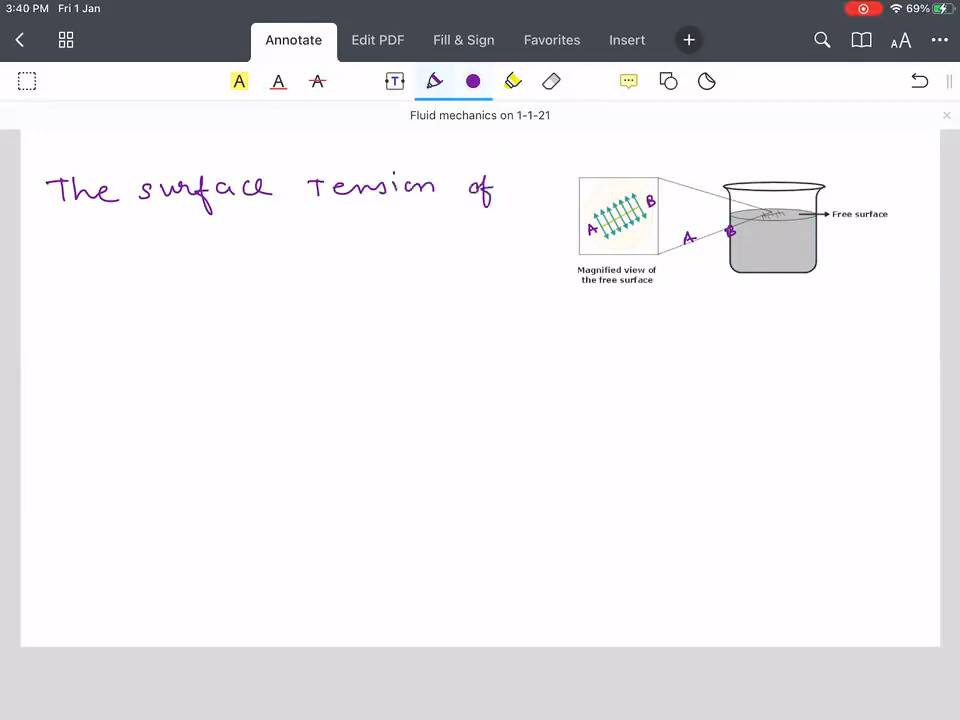 3:40 PM Fri 1 Jan
69%
Annotate Edit PDF Fill & Sign Favorites Insert
A A A T AA
Fluid mechanics on 1-1-21
The surface Tension of
A B
A B
Free surface
Magnified view of
the free surface